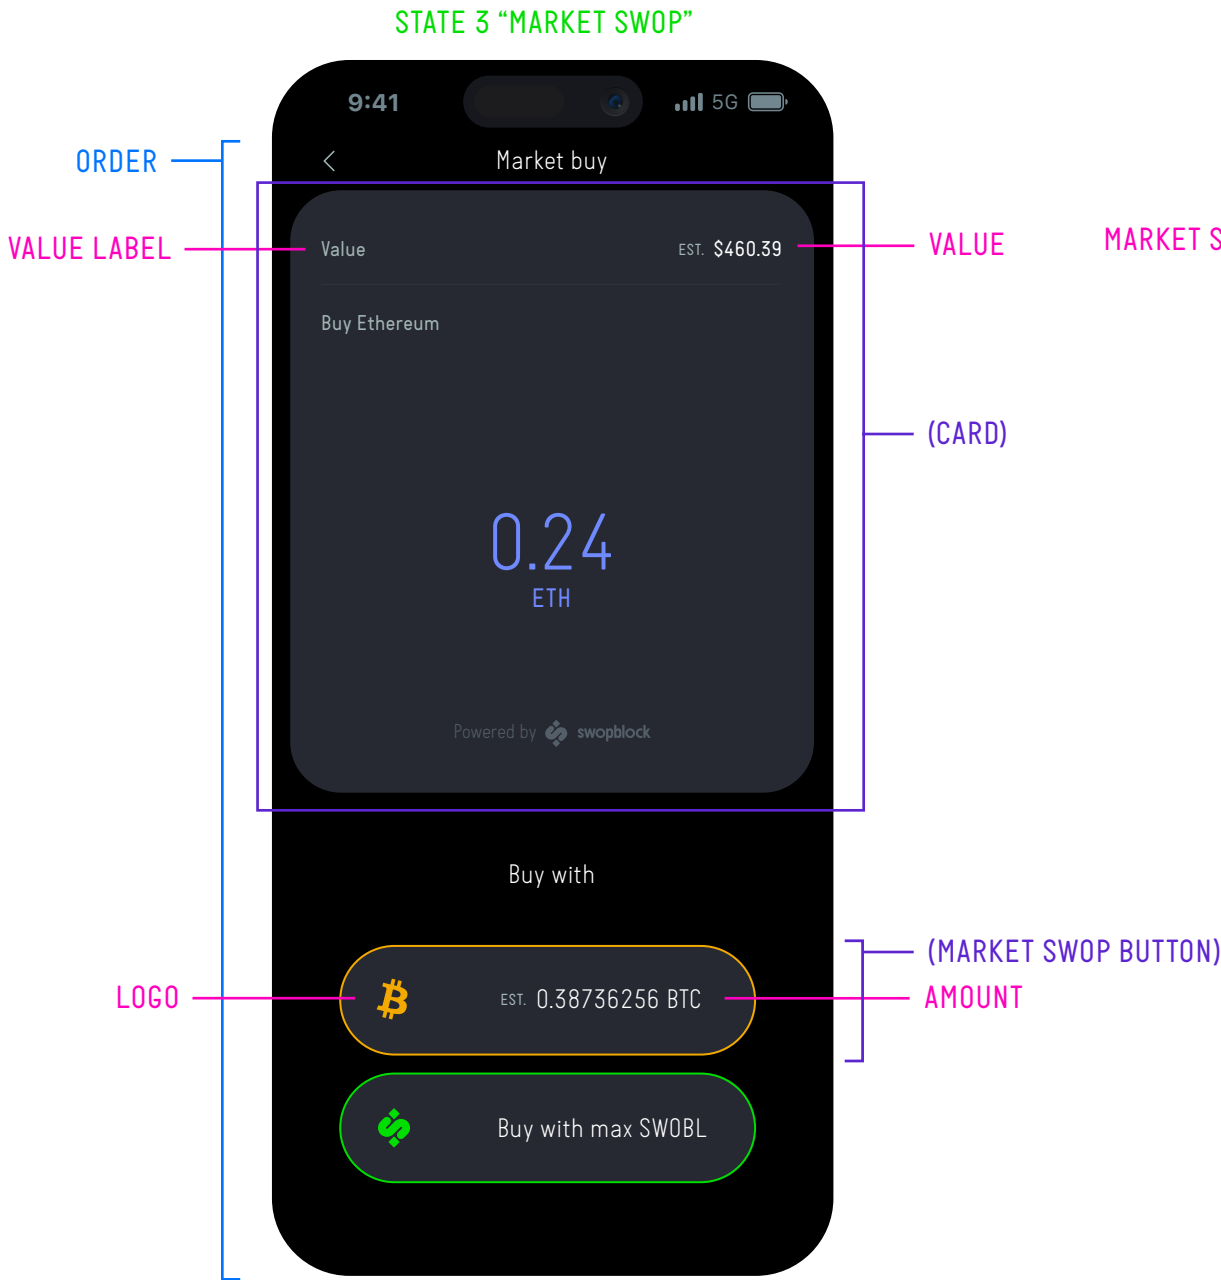 STATE 3 “MARKET SWOP”
9:41
5G
ORDER
Market buy
VALUE LABEL
Value
EST. $460.39
VALUE
MARKET S
Buy Ethereum
(CARD)
0.24
ETH
Powered by swopblock
Buy with
(MARKET SWOP BUTTON)
LOGO
EST. 0.38736256 BTC
AMOUNT
Buy with max SWOBL